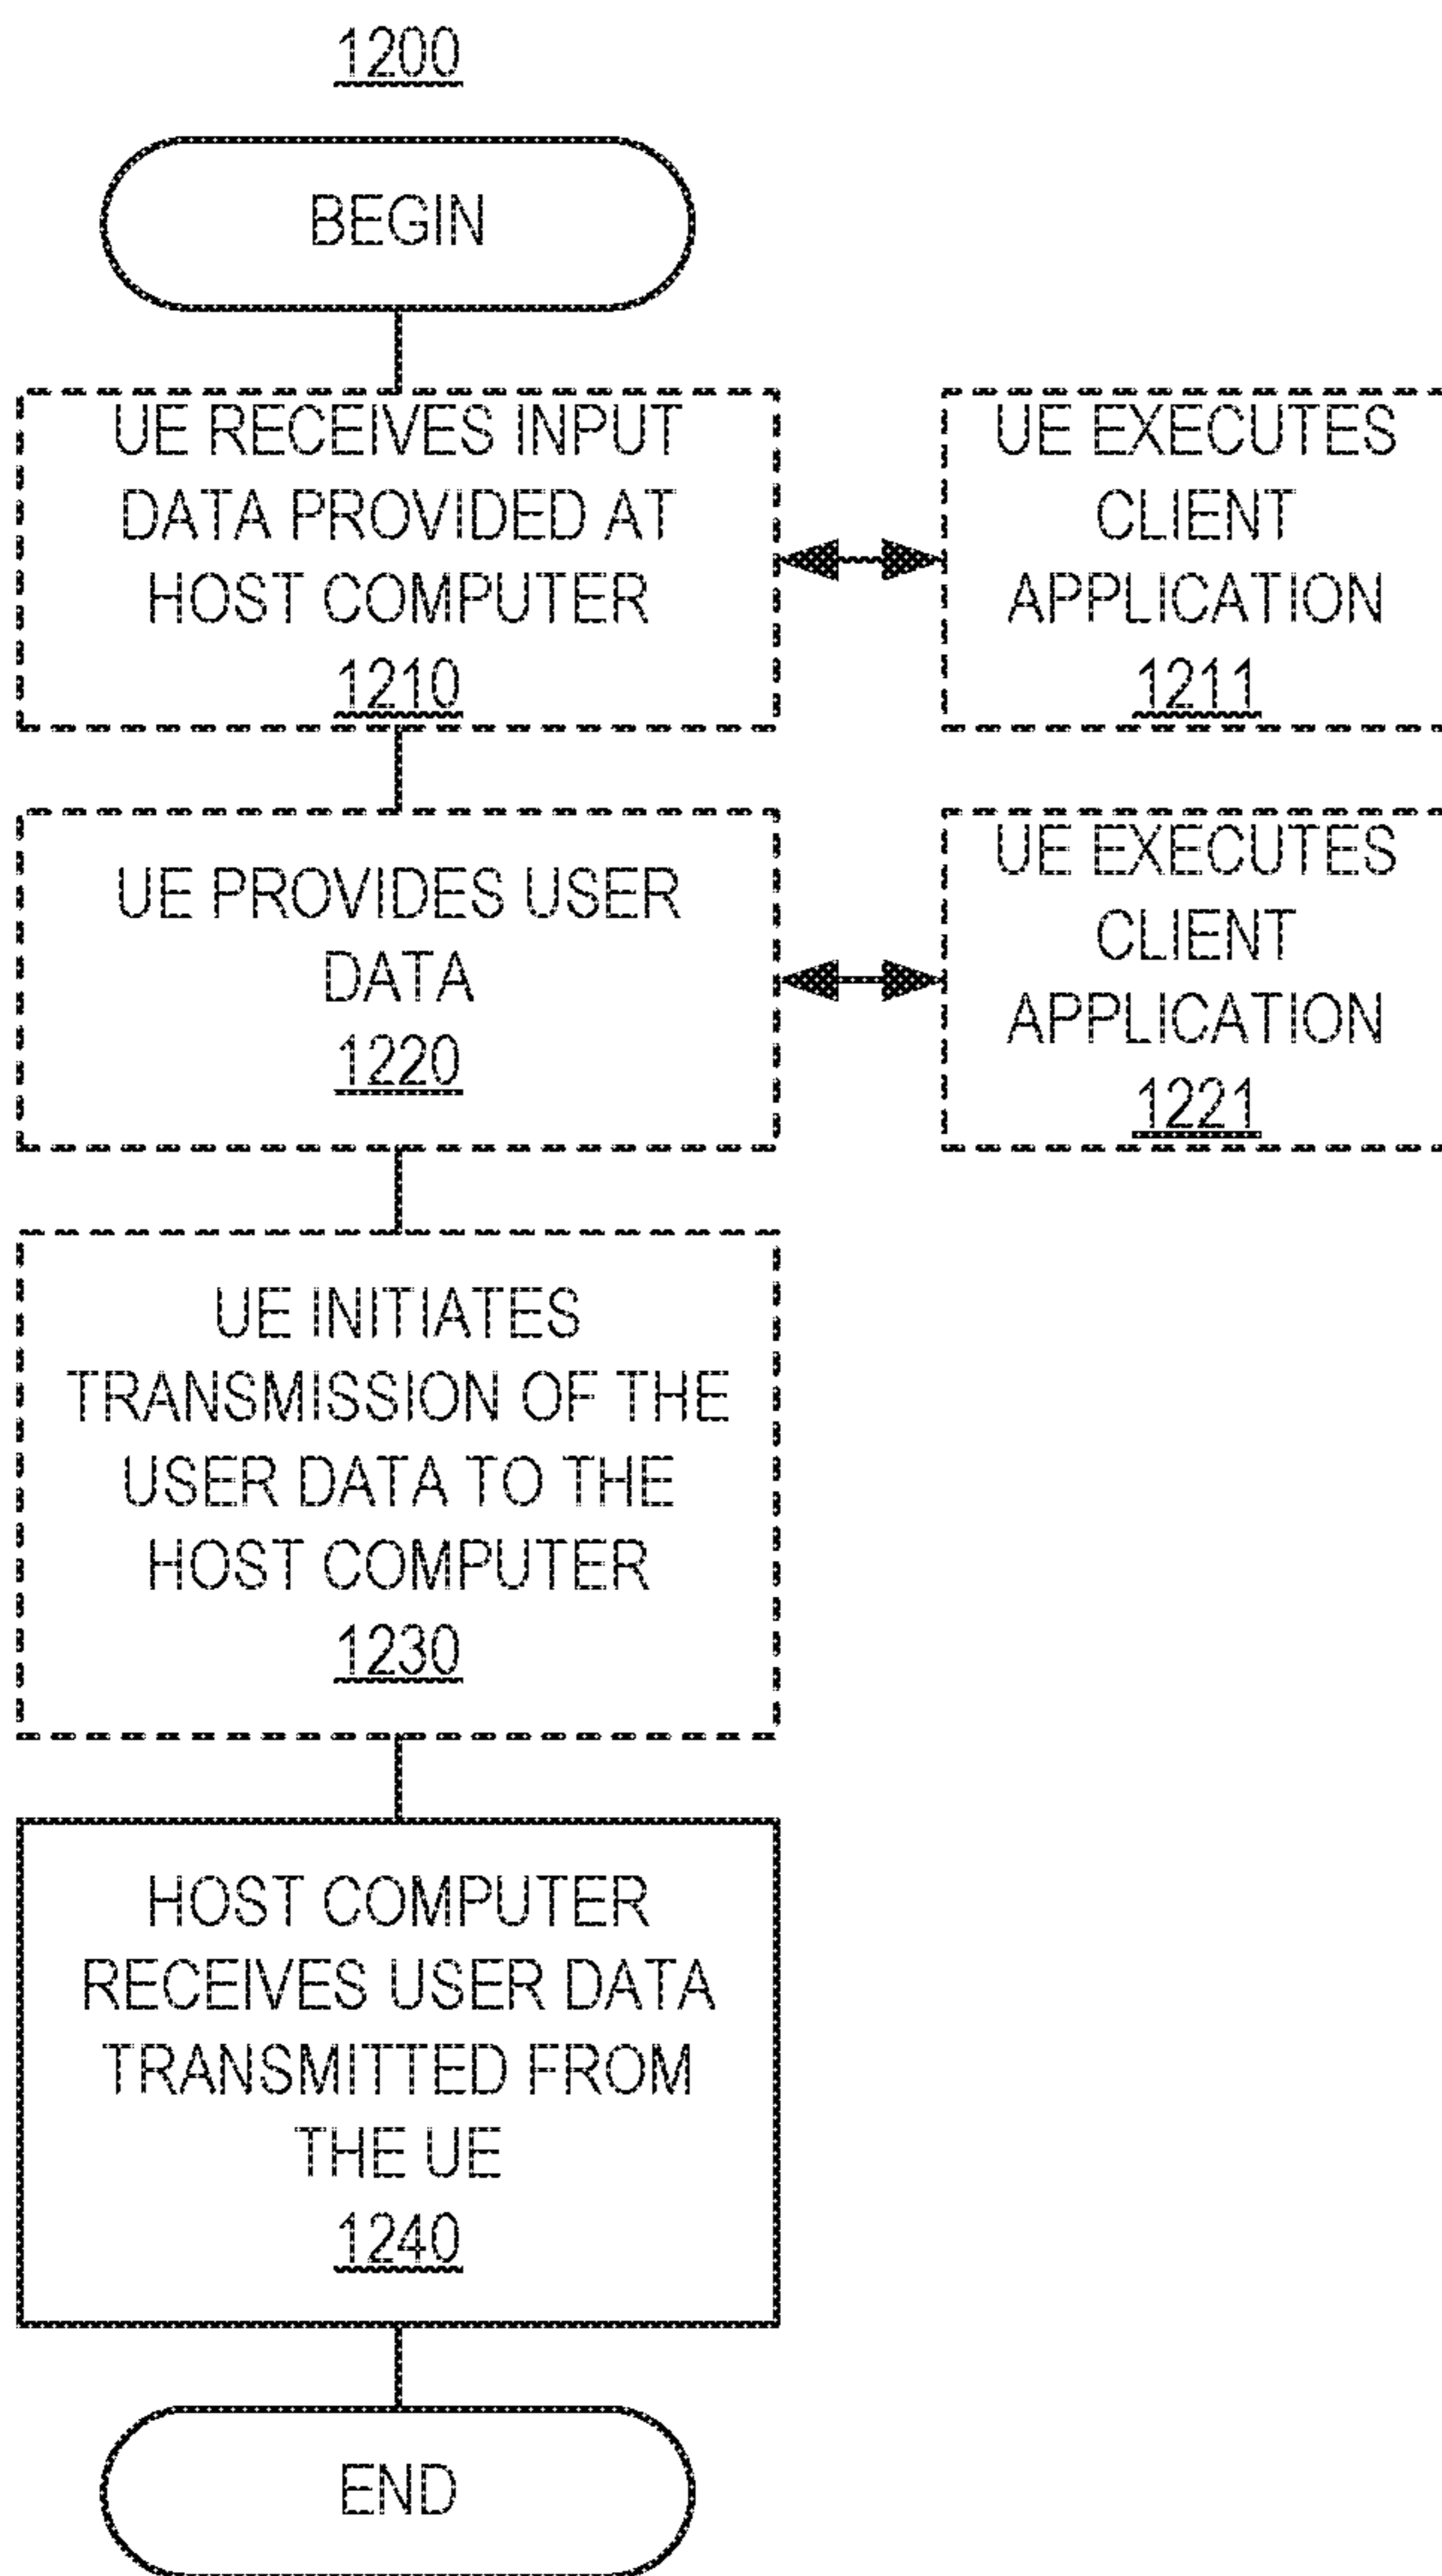 1200
BEGIN
UE RECEIVES INPUT
DATA PROVIDED AT
HOST COMPUTER
1210
UE EXECUTES
CLIENT
APPLICATION
1211
UE PROVIDES USER
DATA
1220
UE EXECUTES
CLIENT
APPLICATION
1221
UE INITIATES
TRANSMISSION OF THE
USER DATA TO THE
HOST COMPUTER
1230
HOST COMPUTER
RECEIVES USER DATA
TRANSMITTED FROM
THE UE
1240
END